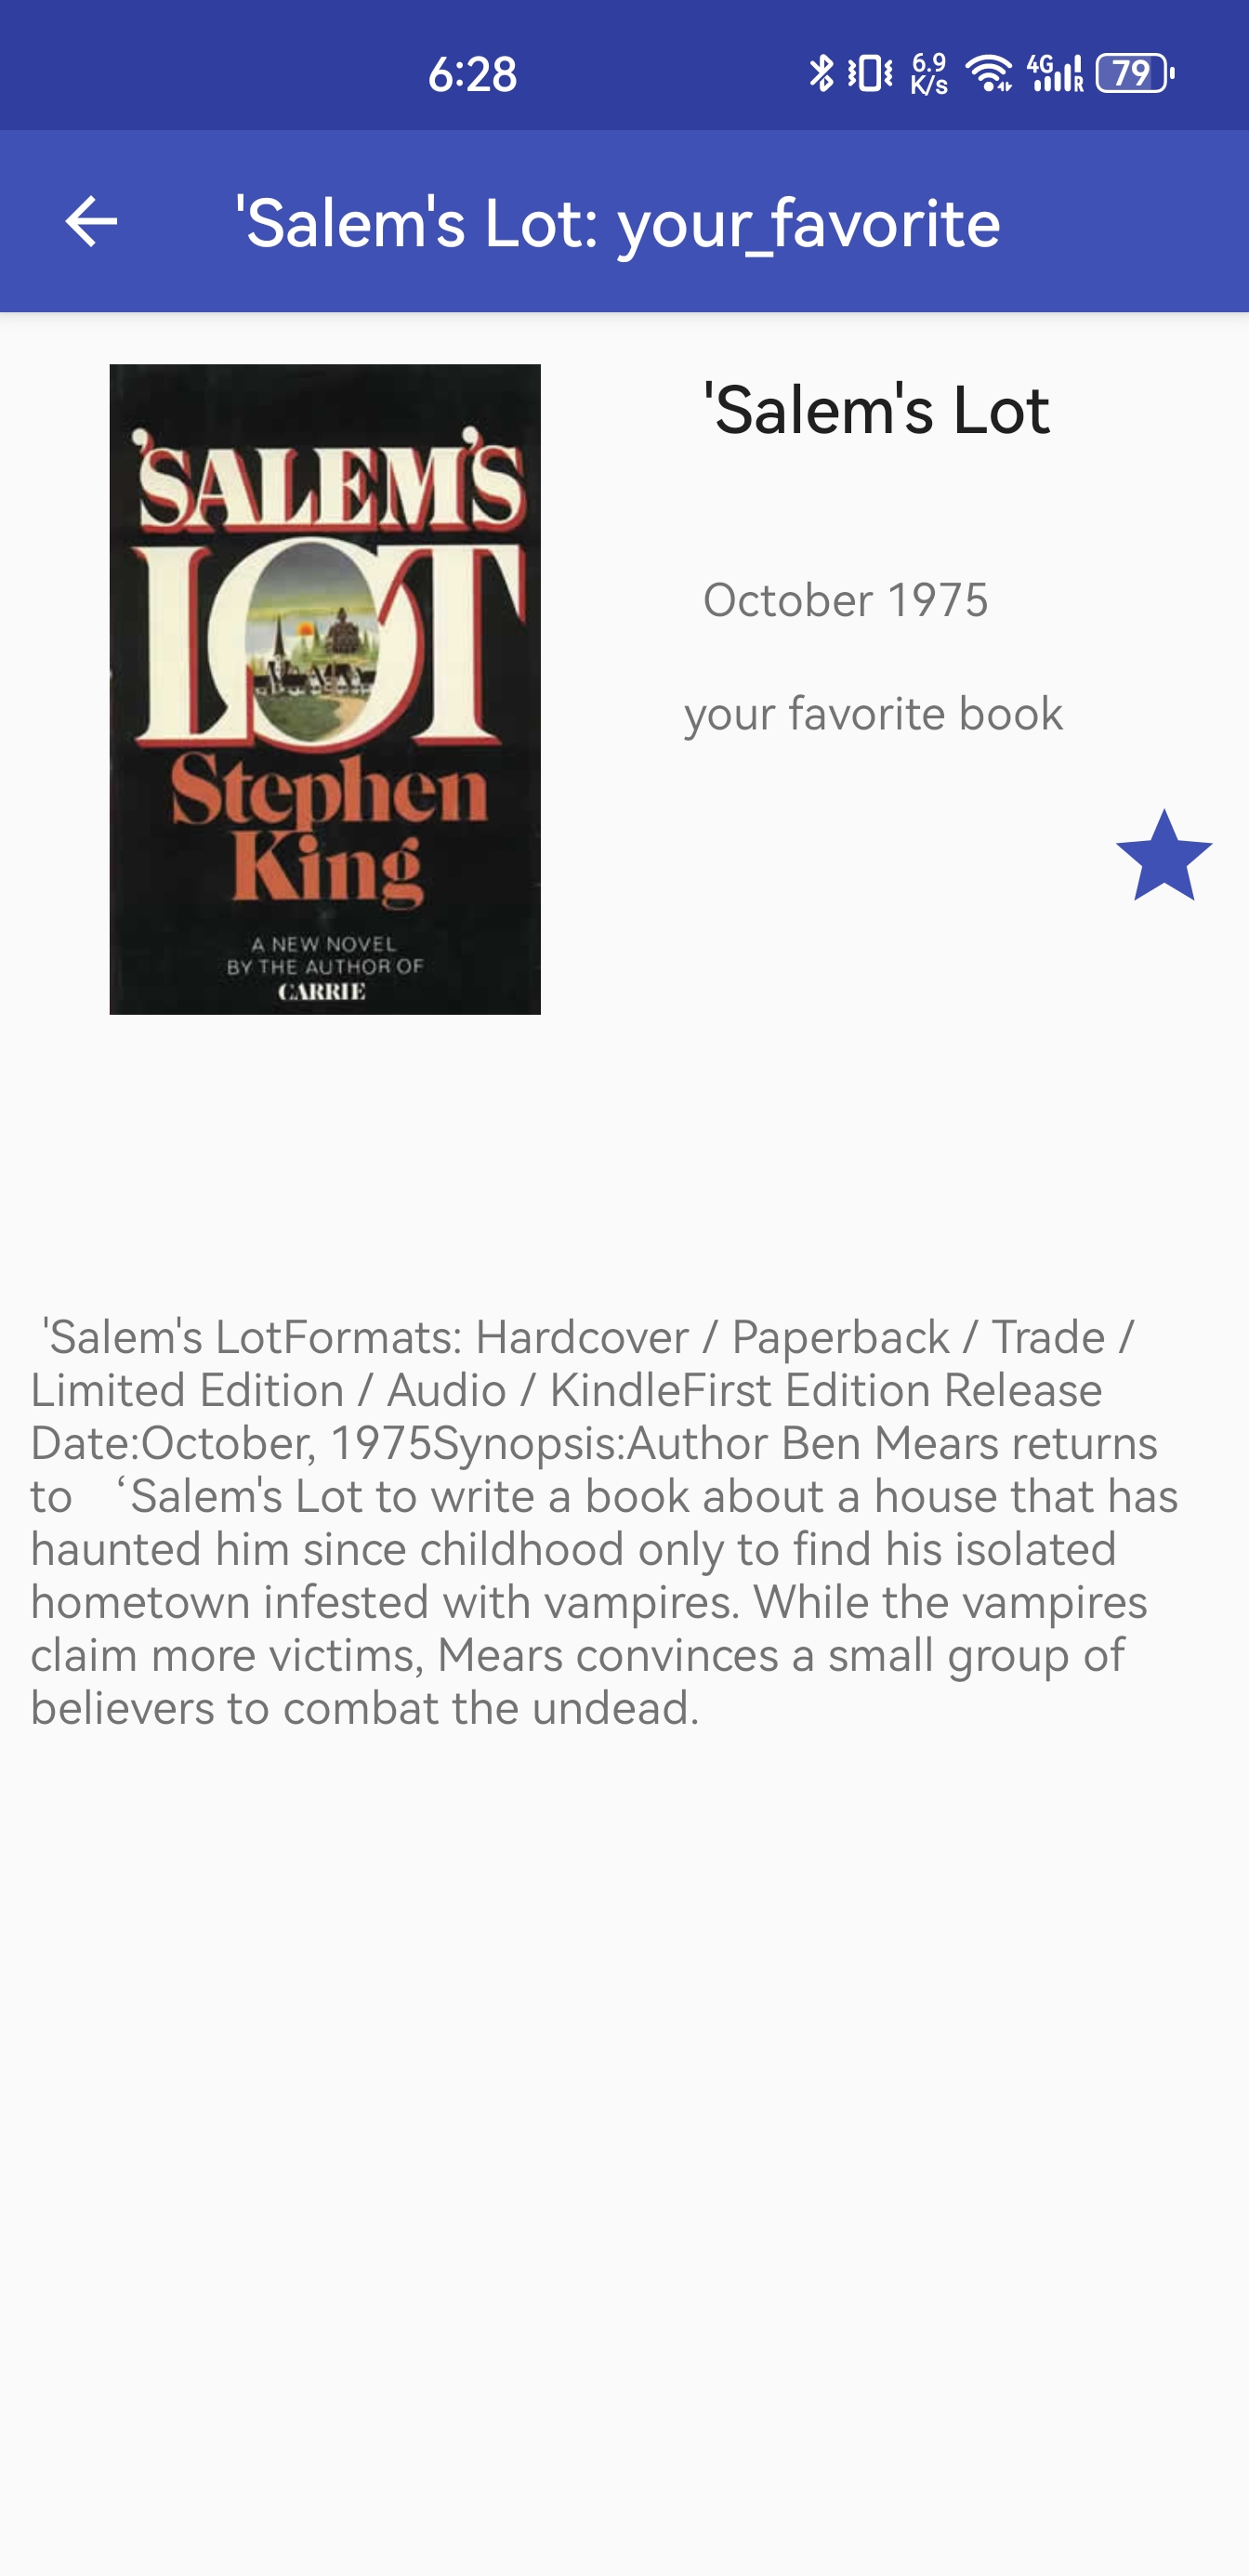 6:28
6.9
K/s
4G
R
79
'Salem's Lot: your_favorite
'SALEM'S
LOT
Stephen
King
A NEW NOVEL
BY THE AUTHOR OF
CARRIE
'Salem's Lot
October 1975
your favorite book
'Salem's LotFormats: Hardcover / Paperback / Trade /
Limited Edition / Audio / KindleFirst Edition Release
Date:October, 1975Synopsis:Author Ben Mears returns
to ‘Salem's Lot to write a book about a house that has
haunted him since childhood only to find his isolated
hometown infested with vampires. While the vampires
claim more victims, Mears convinces a small group of
believers to combat the undead.